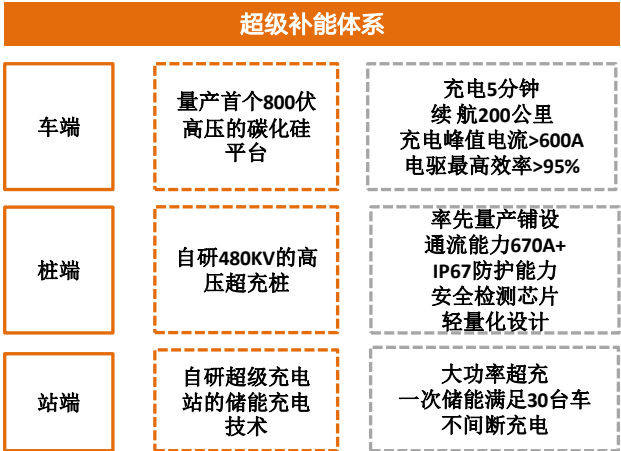 超级补能体系
车端
量产首个800伏
高压的碳化硅
平台
充电5分钟
续 航200公里
充电峰值电流>600A
电驱最高效率>95%
桩端
自研480KV的高
压超充桩
率先量产铺设
通流能力670A+
IP67防护能力
安全检测芯片
轻量化设计
站端
自研超级充电
站的储能充电
技术
大功率超充
一次储能满足30台车
不间断充电